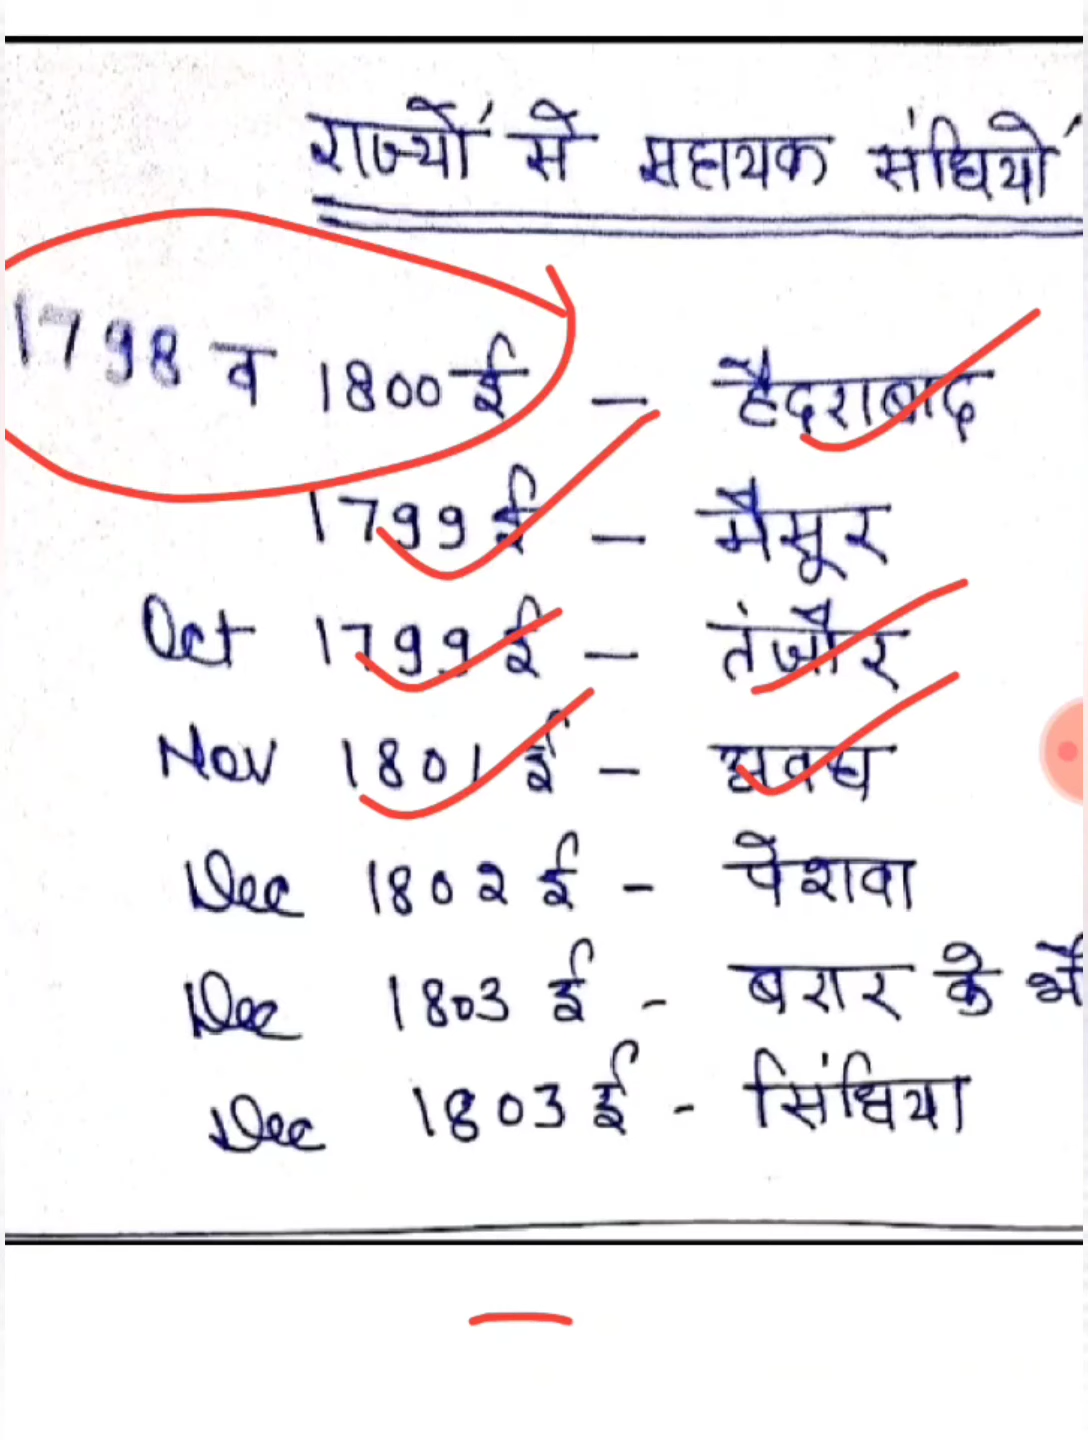 राज्यों से सहायक संधियों
1798 व 1800 ई – हैदराबाद
1799 ई – मैसूर
Oct 1799 ई – तंजौर
Nov 1801 ई – अवध
Dec 1802 ई - पेशवा
Dec 1803 ई - बरार के भों
Dec 1803 ई - सिंधिया